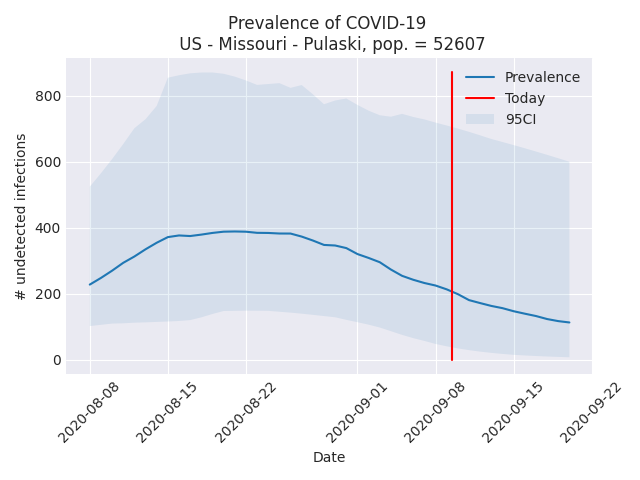 Prevalence of COVID-19
US - Missouri - Pulaski, pop. = 52607
Prevalence
Today
95CI
800
600
400
200
0
# undetected infections
2020-08-08
2020-08-15
2020-08-22
2020-09-01
2020-09-08
2020-09-15
2020-09-22
Date